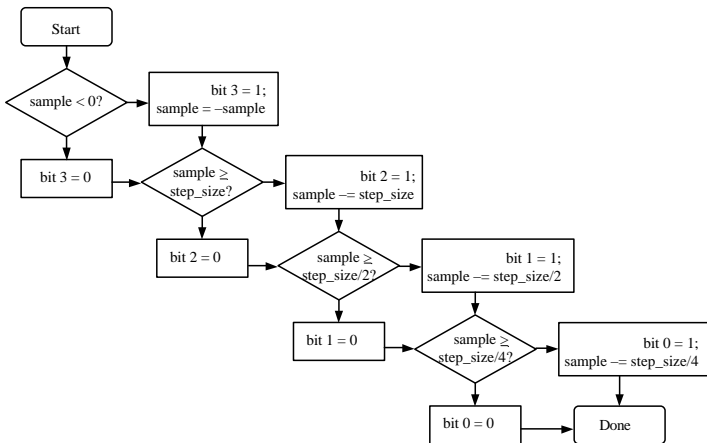 Start
sample < 0?
bit 3 = 1;
sample = –sample
bit 3 = 0
sample ≥
step_size?
bit 2 = 1;
sample –= step_size
bit 2 = 0
sample ≥
step_size/2?
bit 1 = 1;
sample –= step_size/2
bit 1 = 0
sample ≥
step_size/4?
bit 0 = 1;
sample –= step_size/4
bit 0 = 0
Done